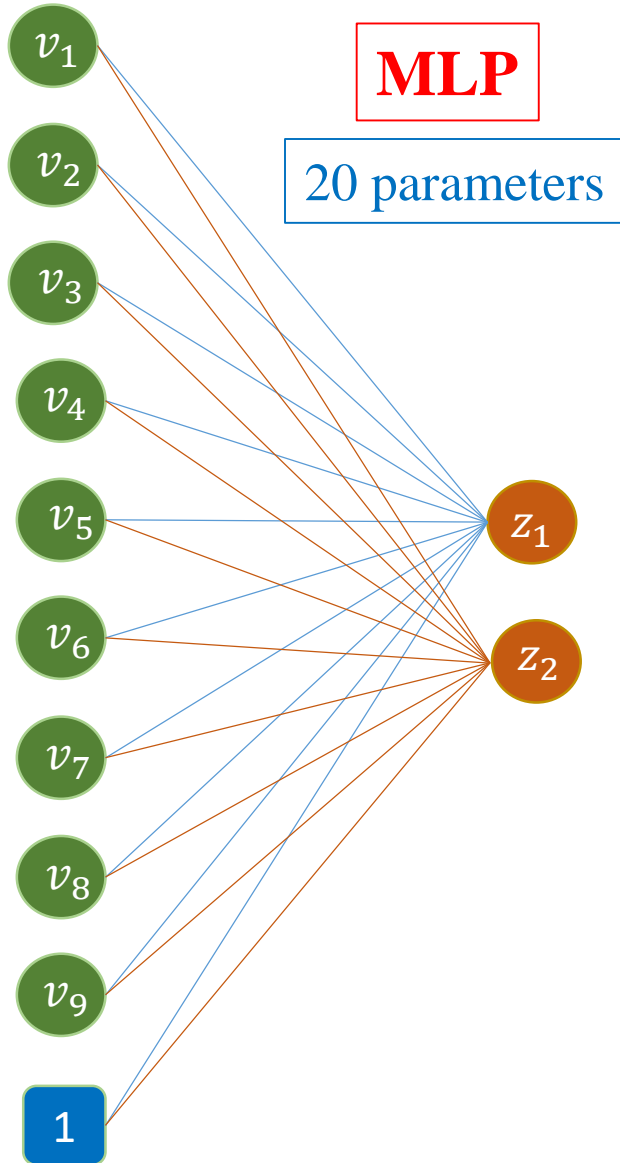 v₁
MLP
v₂
20 parameters
v₃
v₄
v₅
z₁
v₆
z₂
v₇
v₈
v₉
1